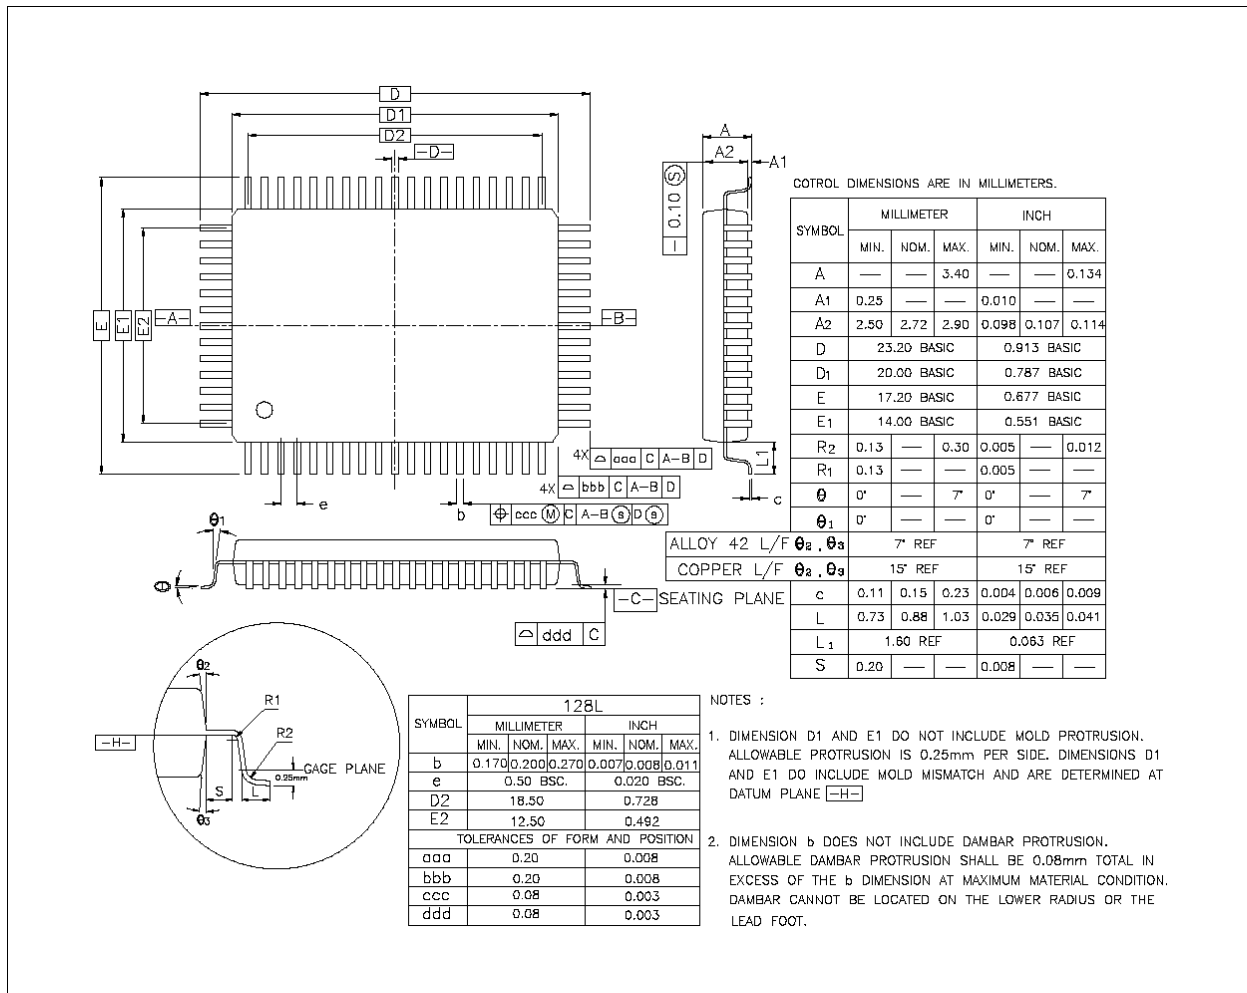 D
D1
D2
-D-
A
A2
A1
0.10 S
COTROL DIMENSIONS ARE IN MILLIMETERS.
SYMBOL MILLIMETER INCH
MIN. NOM. MAX. MIN. NOM. MAX.
A — — 3.40 — — 0.134
A1 0.25 — — 0.010 — —
A2 2.50 2.72 2.90 0.098 0.107 0.114
D 23.20 BASIC 0.913 BASIC
D1 20.00 BASIC 0.787 BASIC
E 17.20 BASIC 0.677 BASIC
E1 14.00 BASIC 0.551 BASIC
R2 0.13 — 0.30 0.005 — 0.012
R1 0.13 — — 0.005 — —
θ 0° — 7° 0° — 7°
θ1 0° — — 0° — —
ALLOY 42 L/F θ2 , θ3 7° REF 7° REF
COPPER L/F θ2 , θ3 15° REF 15° REF
c 0.11 0.15 0.23 0.004 0.006 0.009
L 0.73 0.88 1.03 0.029 0.035 0.041
L1 1.60 REF 0.063 REF
S 0.20 — — 0.008 — —
E
E1
E2
-A-
-B-
L1
c
4X ⌓ aaa C A-B D
4X ⌓ bbb C A-B D
⌖ ccc M C A-B S D S
e
b
θ1
θ
-C- SEATING PLANE
⌓ ddd C
θ2
R1
R2
-H-
GAGE PLANE
0.25mm
S
L
θ3
128L
SYMBOL MILLIMETER INCH
MIN. NOM. MAX. MIN. NOM. MAX.
b 0.170 0.200 0.270 0.007 0.008 0.011
e 0.50 BSC. 0.020 BSC.
D2 18.50 0.728
E2 12.50 0.492
TOLERANCES OF FORM AND POSITION
aaa 0.20 0.008
bbb 0.20 0.008
ccc 0.08 0.003
ddd 0.08 0.003
NOTES :
1. DIMENSION D1 AND E1 DO NOT INCLUDE MOLD PROTRUSION.
ALLOWABLE PROTRUSION IS 0.25mm PER SIDE. DIMENSIONS D1
AND E1 DO INCLUDE MOLD MISMATCH AND ARE DETERMINED AT
DATUM PLANE -H-
2. DIMENSION b DOES NOT INCLUDE DAMBAR PROTRUSION.
ALLOWABLE DAMBAR PROTRUSION SHALL BE 0.08mm TOTAL IN
EXCESS OF THE b DIMENSION AT MAXIMUM MATERIAL CONDITION.
DAMBAR CANNOT BE LOCATED ON THE LOWER RADIUS OR THE
LEAD FOOT.